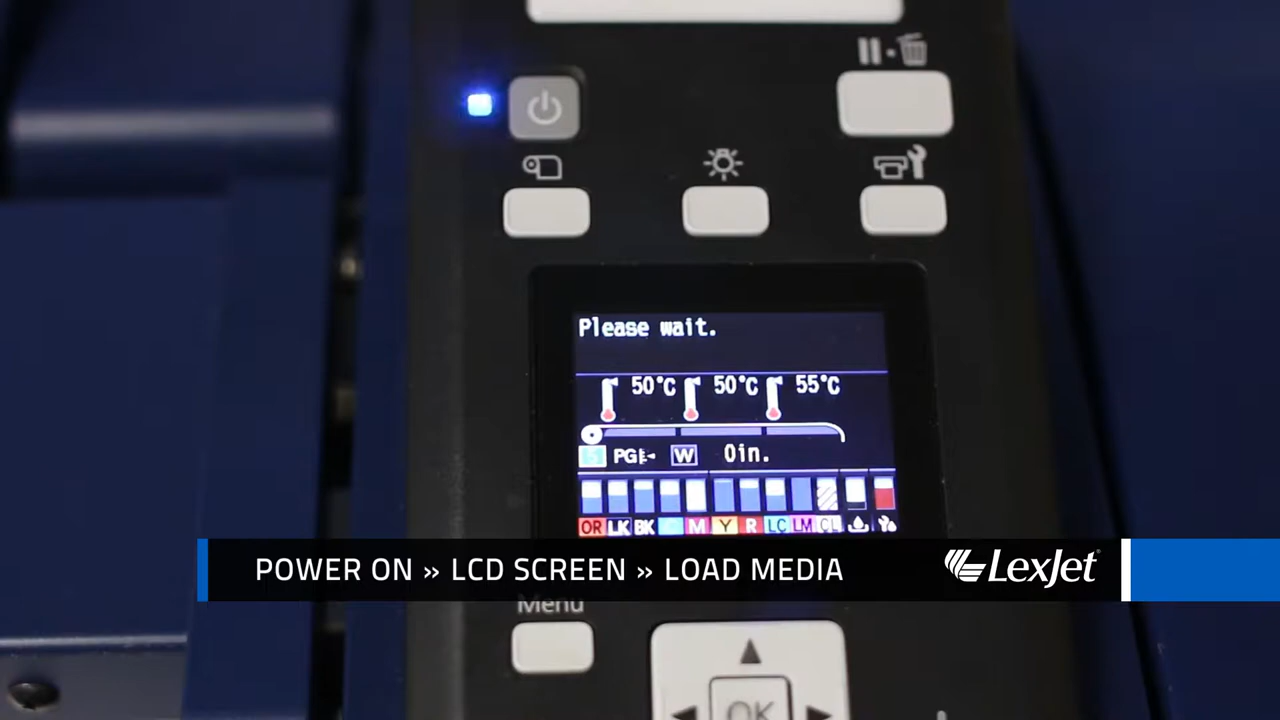 Please wait.
50°C 50°C 55°C
PG W 0in.
OR LK BK C M Y R LC LM CL
POWER ON » LCD SCREEN » LOAD MEDIA
LexJet
Menu
OK